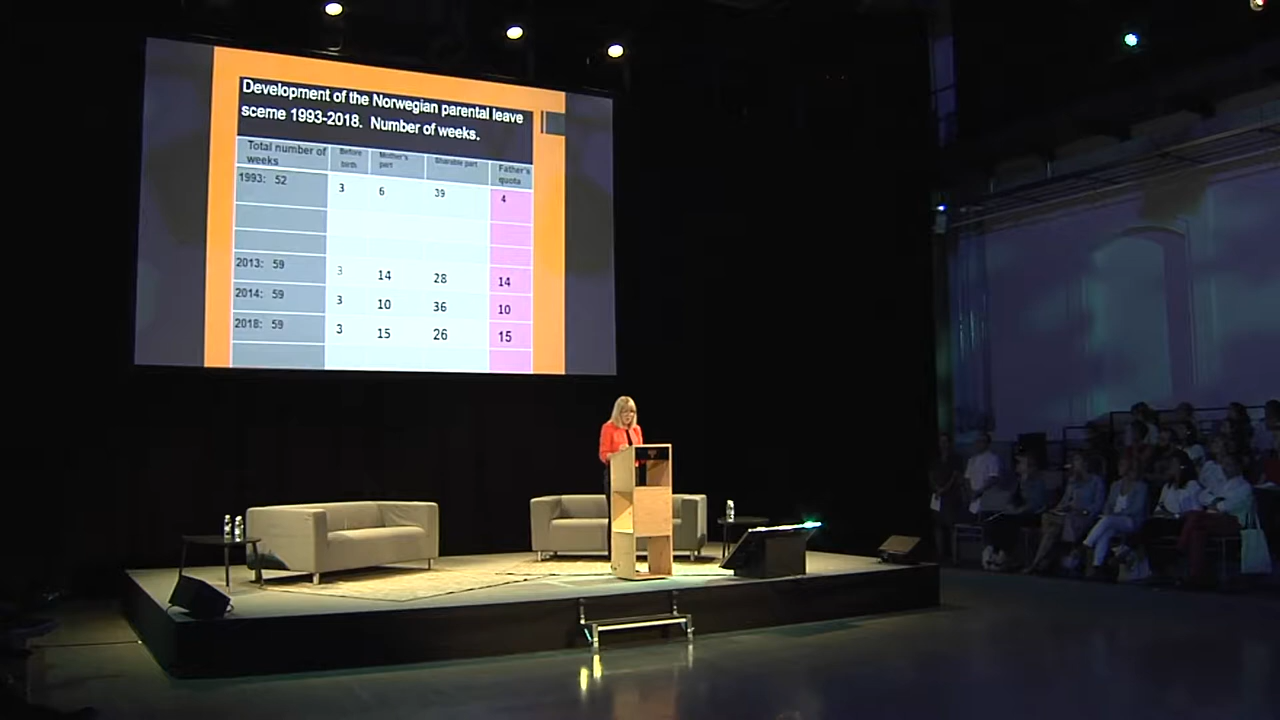 Development of the Norwegian parental leave
sceme 1993-2018. Number of weeks.
Total number of weeks Before birth Mother's part Sharable part Father's quota
1993: 52 3 6 39 4
2013: 59 3 14 28 14
2014: 59 3 10 36 10
2018: 59 3 15 26 15